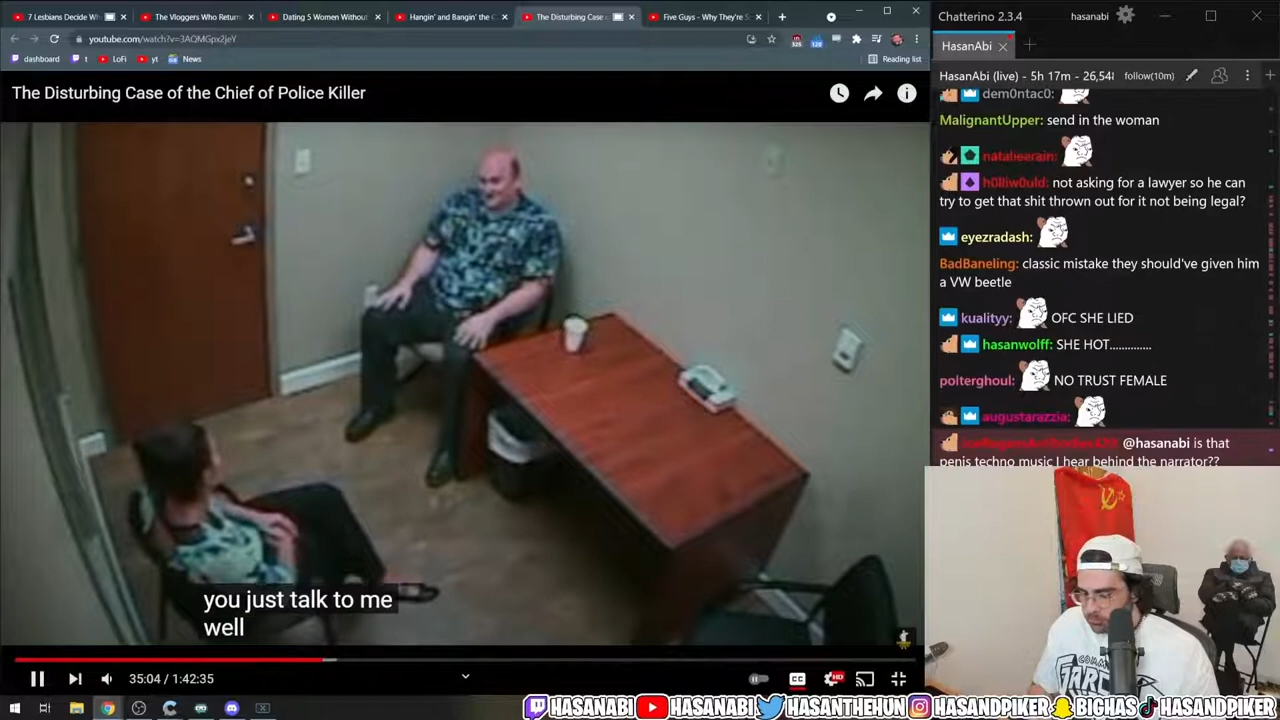 7 Lesbians Decide Wh
The Vloggers Who Return
Dating 5 Women Without
Hangin' and Bangin' the C
The Disturbing Case o
Five Guys - Why They're S
youtube.com/watch?v=3AQMGpx2jeY
dashboard
t
LoFi
yt
News
Reading list
The Disturbing Case of the Chief of Police Killer
you just talk to me
well
35:04 / 1:42:35
CC
HD
Chatterino 2.3.4
hasanabi
HasanAbi
HasanAbi (live) - 5h 17m - 26,54
follow(10m)
dem0ntac0:
MalignantUpper: send in the woman
natalieerain:
h0lliw0uld: not asking for a lawyer so he can
try to get that shit thrown out for it not being legal?
eyezradash:
BadBaneling: classic mistake they should've given him
a VW beetle
kualityy: OFC SHE LIED
hasanwolff: SHE HOT..............
polterghoul: NO TRUST FEMALE
augustarazzia:
@hasanabi is that
penis techno music I hear behind the narrator??
HASANABI
HASANABI
HASANTHEHUN
HASANDPIKER
BIGHAS
HASANDPIKER